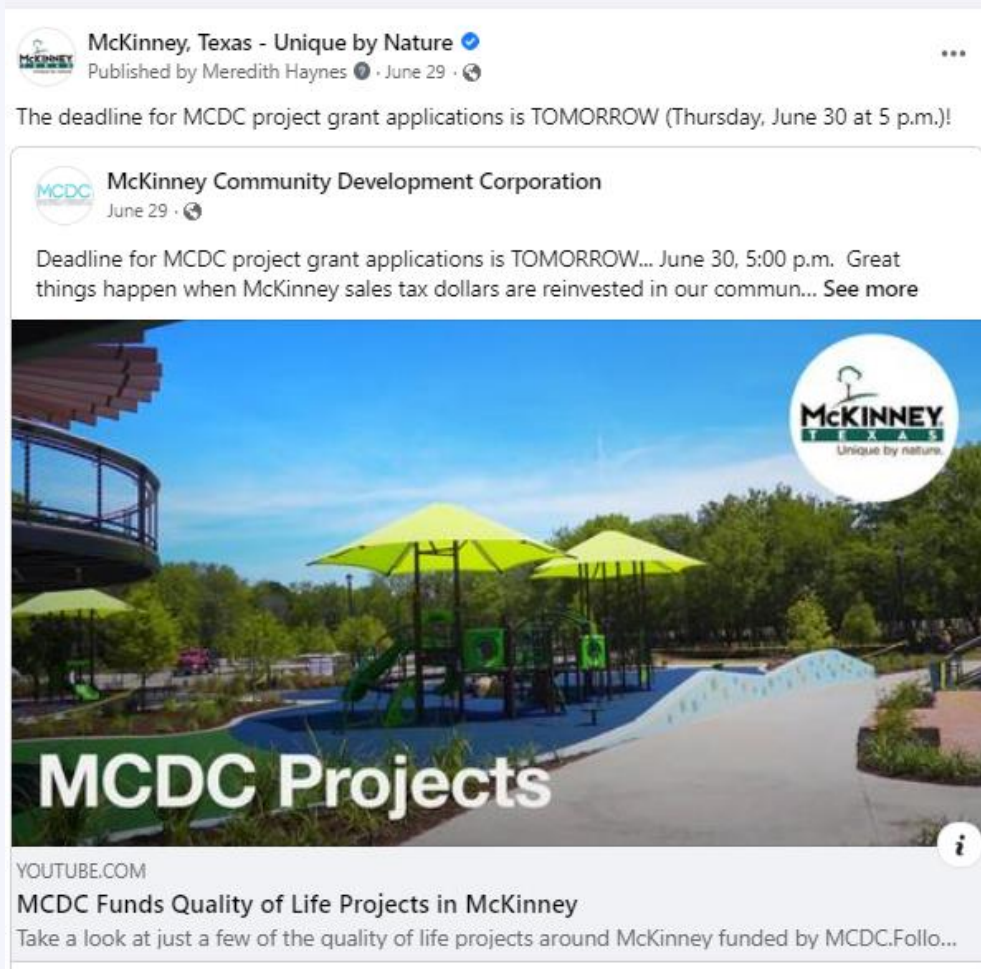 McKinney, Texas - Unique by Nature
Published by Meredith Haynes · June 29 ·
The deadline for MCDC project grant applications is TOMORROW (Thursday, June 30 at 5 p.m.)!
MCDC
McKinney Community Development Corporation
June 29 ·
Deadline for MCDC project grant applications is TOMORROW... June 30, 5:00 p.m. Great
things happen when McKinney sales tax dollars are reinvested in our commun... See more
McKINNEY
TEXAS
Unique by nature.
MCDC Projects
YOUTUBE.COM
MCDC Funds Quality of Life Projects in McKinney
Take a look at just a few of the quality of life projects around McKinney funded by MCDC.Follo...